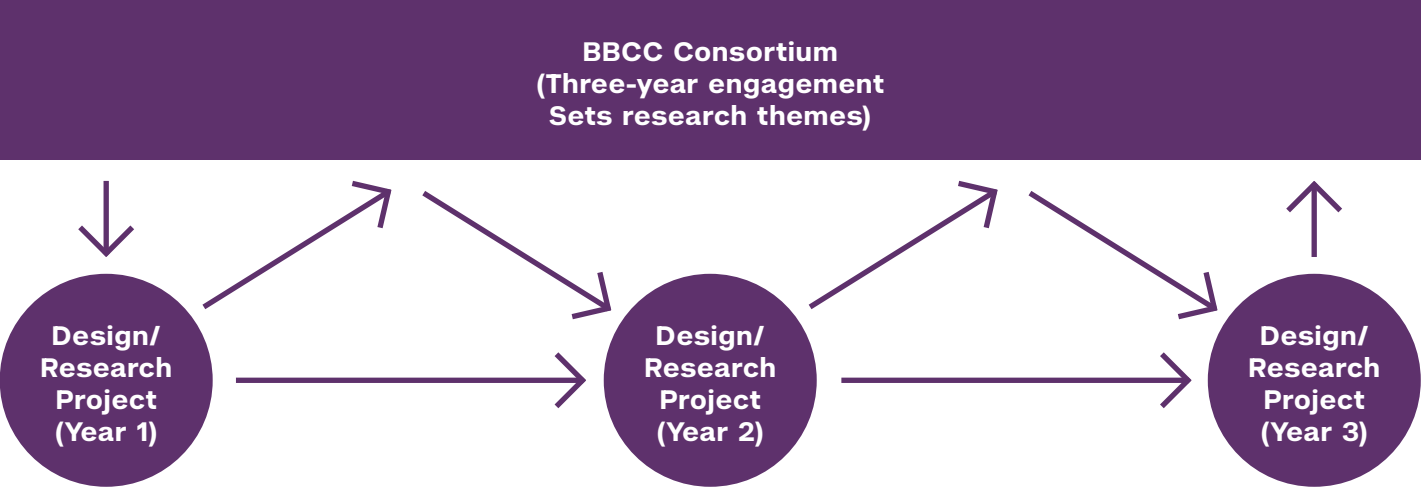 BBCC Consortium
(Three-year engagement
Sets research themes)
Design/
Research
Project
(Year 1)
Design/
Research
Project
(Year 2)
Design/
Research
Project
(Year 3)